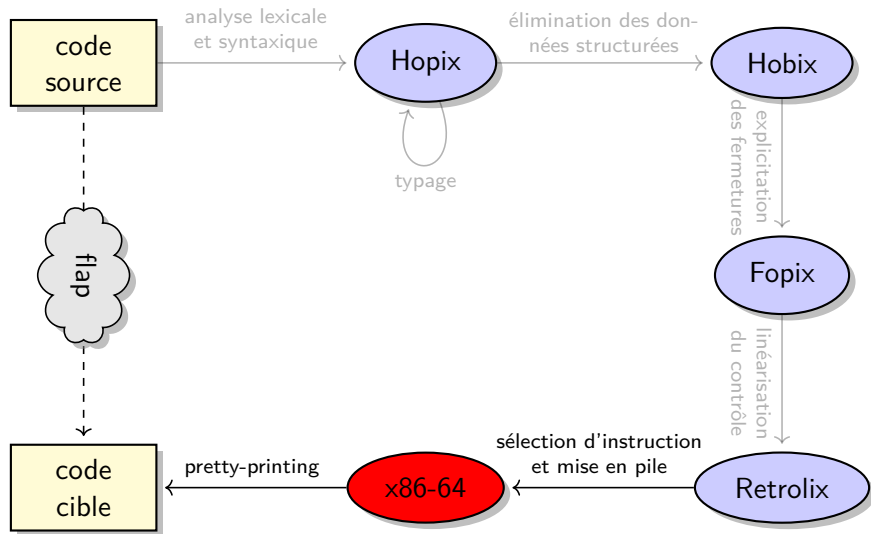 code
source
analyse lexicale
et syntaxique
Hopix
élimination des don-
nées structurées
Hobix
typage
explicitation
des fermetures
flap
Fopix
linéarisation
du contrôle
code
cible
pretty-printing
x86-64
sélection d'instruction
et mise en pile
Retrolix